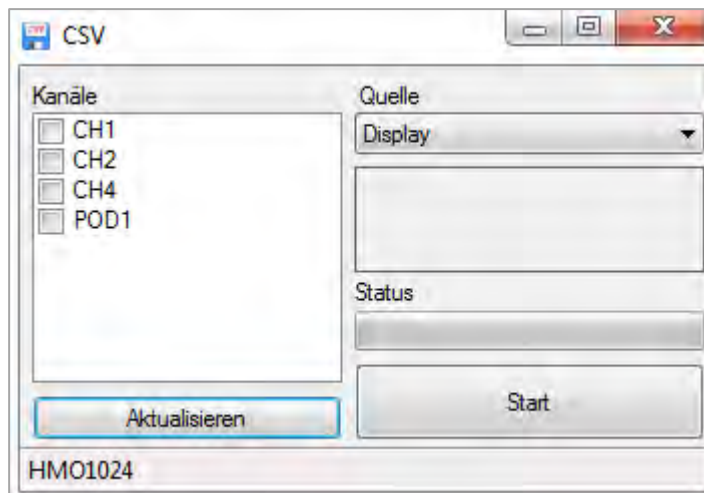 CSV
Kanäle
CH1
CH2
CH4
POD1
Aktualisieren
Quelle
Display
Status
Start
HMO1024